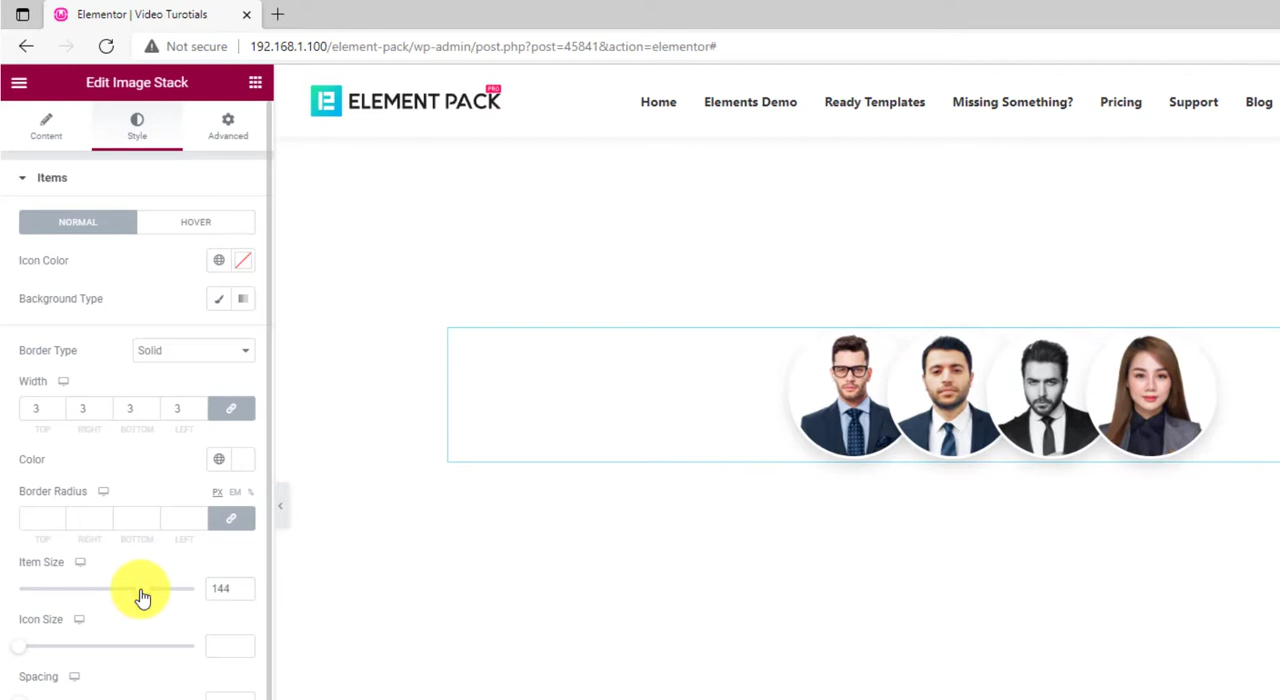 Elementor | Video Turotials
Not secure
192.168.1.100/element-pack/wp-admin/post.php?post=45841&action=elementor#
Edit Image Stack
ELEMENT PACK PRO
Home
Elements Demo
Ready Templates
Missing Something?
Pricing
Support
Blog
Content
Style
Advanced
Items
NORMAL
HOVER
Icon Color
Background Type
Border Type
Solid
Width
3 3 3 3
TOP RIGHT BOTTOM LEFT
Color
Border Radius
PX EM %
TOP RIGHT BOTTOM LEFT
Item Size
144
Icon Size
Spacing